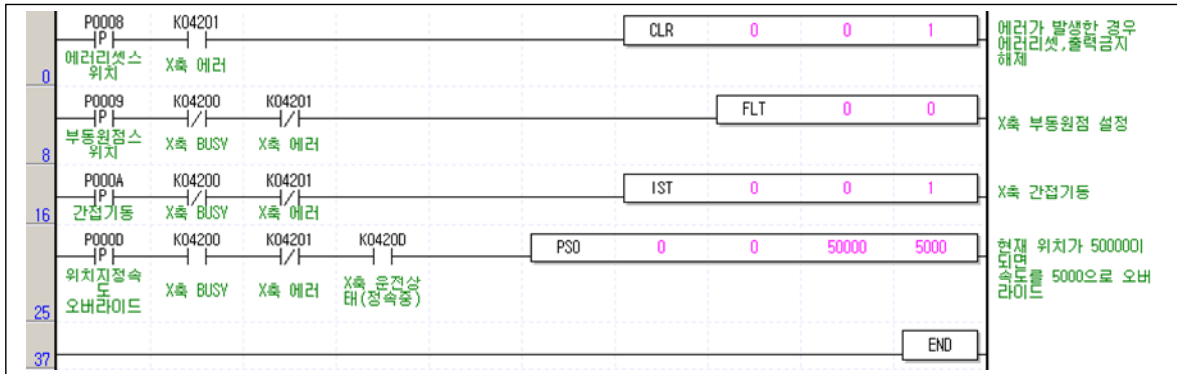 P0008 K04201
P CLR 0 0 1
에러리셋스
위치
X축 에러
에러가 발생한 경우
에러리셋,출력금지
해제
0
P0009 K04200 K04201
P FLT 0 0
부동원점스
위치
X축 BUSY X축 에러
X축 부동원점 설정
8
P000A K04200 K04201
P IST 0 0 1
간접기동 X축 BUSY X축 에러
X축 간접기동
16
P000D K04200 K04201 K0420D
P PSO 0 0 50000 5000
위치지정속
도
오버라이드
X축 BUSY X축 에러
X축 운전상
태(정속중)
현재 위치가 50000이
되면
속도를 5000으로 오버
라이드
25
END
37